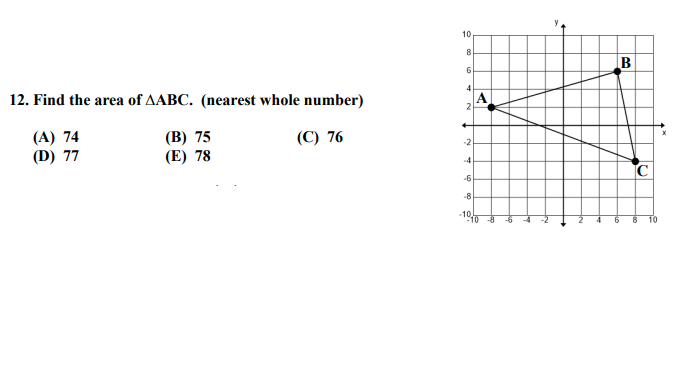 12. Find the area of ΔABC. (nearest whole number)
(A) 74 (B) 75 (C) 76
(D) 77 (E) 78
y
10
8
B
6
4
A
2
x
-2
-4
C
-6
-8
-10
-10 -8 -6 -4 -2 2 4 6 8 10